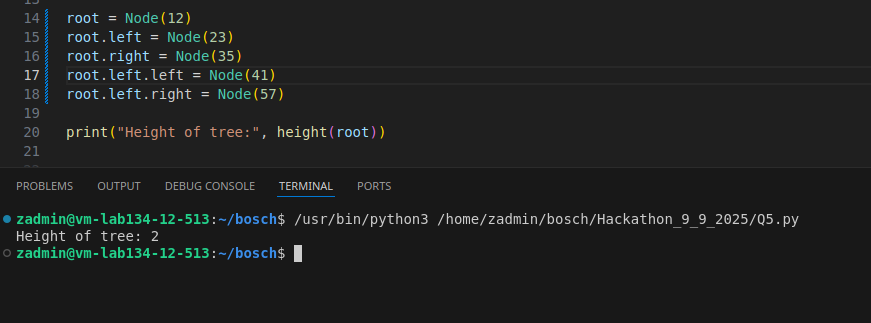 14 root = Node(12)
15 root.left = Node(23)
16 root.right = Node(35)
17 root.left.left = Node(41)
18 root.left.right = Node(57)
19
20 print("Height of tree:", height(root))
21
PROBLEMS OUTPUT DEBUG CONSOLE TERMINAL PORTS
zadmin@vm-lab134-12-513:~/bosch$ /usr/bin/python3 /home/zadmin/bosch/Hackathon_9_9_2025/Q5.py
Height of tree: 2
zadmin@vm-lab134-12-513:~/bosch$